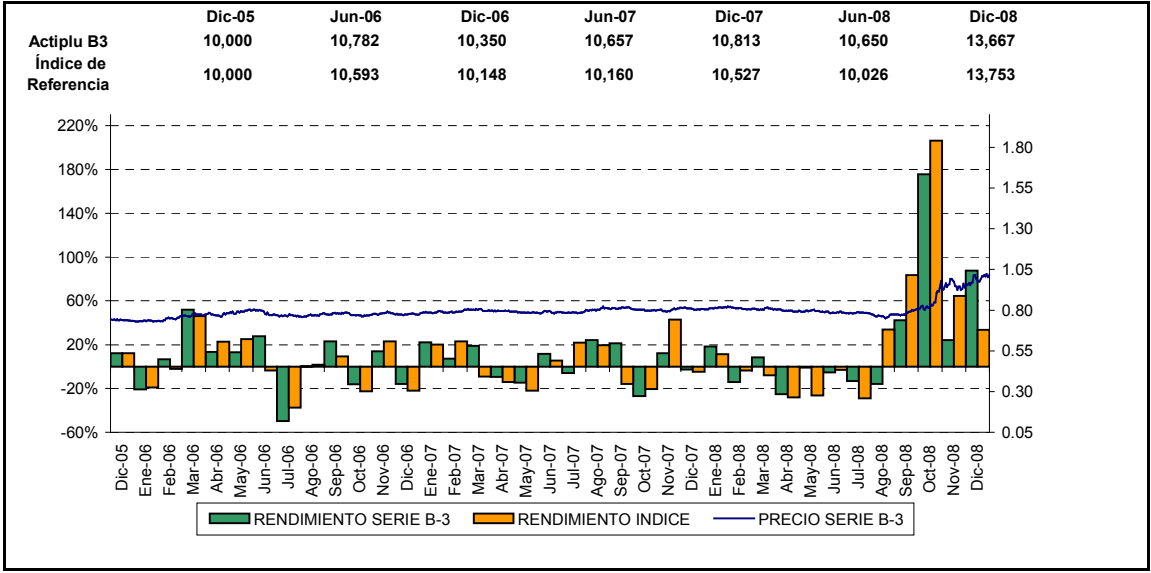 Dic-05 Jun-06 Dic-06 Jun-07 Dic-07 Jun-08 Dic-08
Actiplu B3 10,000 10,782 10,350 10,657 10,813 10,650 13,667
Índice de
Referencia 10,000 10,593 10,148 10,160 10,527 10,026 13,753
220%
180%
140%
100%
60%
20%
-20%
-60%
1.80
1.55
1.30
1.05
0.80
0.55
0.30
0.05
Dic-05
Ene-06
Feb-06
Mar-06
Abr-06
May-06
Jun-06
Jul-06
Ago-06
Sep-06
Oct-06
Nov-06
Dic-06
Ene-07
Feb-07
Mar-07
Abr-07
May-07
Jun-07
Jul-07
Ago-07
Sep-07
Oct-07
Nov-07
Dic-07
Ene-08
Feb-08
Mar-08
Abr-08
May-08
Jun-08
Jul-08
Ago-08
Sep-08
Oct-08
Nov-08
Dic-08
RENDIMIENTO SERIE B-3 RENDIMIENTO INDICE PRECIO SERIE B-3